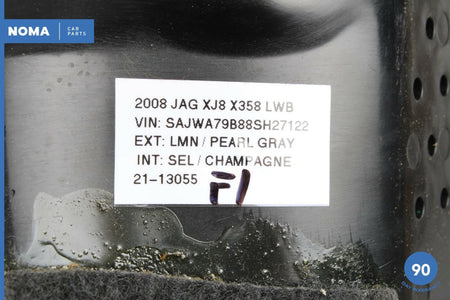 NOMA CAR
PARTS
2008 JAG XJ8 X358 LWB
VIN: SAJWA79B88SH27122
EXT: LMN / PEARL GRAY
INT: SEL / CHAMPAGNE
21-13055 F1
90